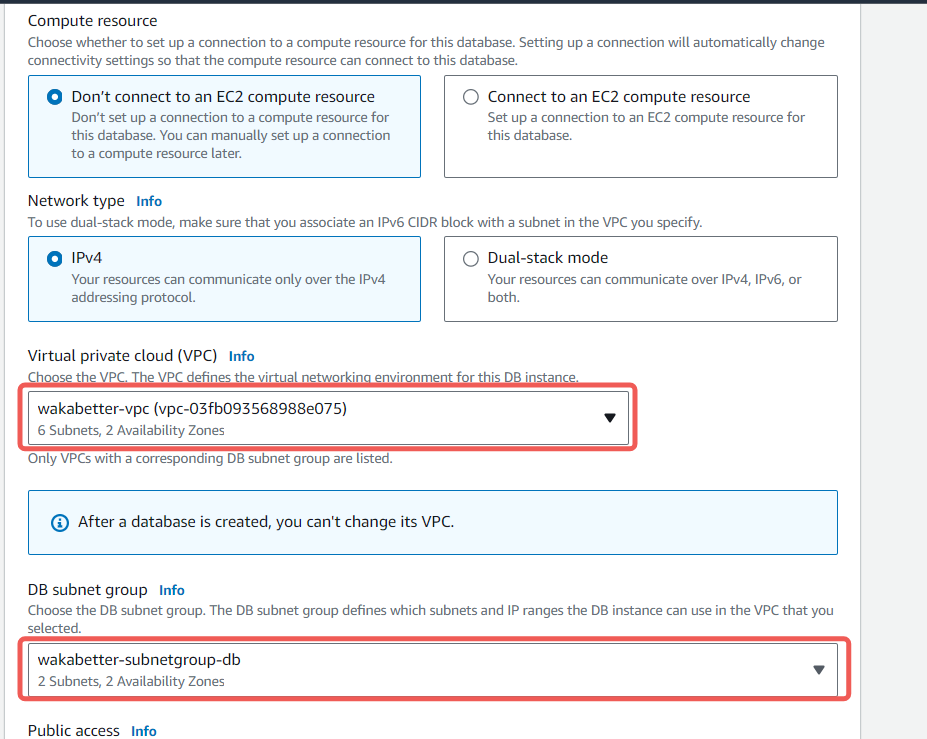 Compute resource
Choose whether to set up a connection to a compute resource for this database. Setting up a connection will automatically change
connectivity settings so that the compute resource can connect to this database.
Don't connect to an EC2 compute resource
Don't set up a connection to a compute resource for
this database. You can manually set up a connection
to a compute resource later.
Connect to an EC2 compute resource
Set up a connection to an EC2 compute resource for
this database.
Network type Info
To use dual-stack mode, make sure that you associate an IPv6 CIDR block with a subnet in the VPC you specify.
IPv4
Your resources can communicate only over the IPv4
addressing protocol.
Dual-stack mode
Your resources can communicate over IPv4, IPv6, or
both.
Virtual private cloud (VPC) Info
Choose the VPC. The VPC defines the virtual networking environment for this DB instance.
wakabetter-vpc (vpc-03fb093568988e075)
6 Subnets, 2 Availability Zones
Only VPCs with a corresponding DB subnet group are listed.
After a database is created, you can't change its VPC.
DB subnet group Info
Choose the DB subnet group. The DB subnet group defines which subnets and IP ranges the DB instance can use in the VPC that you
selected.
wakabetter-subnetgroup-db
2 Subnets, 2 Availability Zones
Public access Info